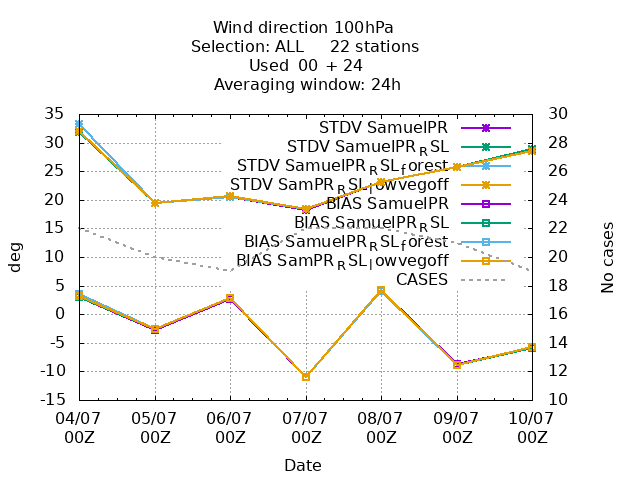 Wind direction 100hPa
Selection: ALL 22 stations
Used 00 + 24
Averaging window: 24h
35
30
25
20
15
10
5
0
-5
-10
-15
deg
30
28
26
24
22
20
18
16
14
12
10
No cases
STDV SamuelPR
STDV SamuelPR_RSL
STDV SamuelPR_RSL_forest
STDV SamPR_RSL_lowvegoff
BIAS SamuelPR
BIAS SamuelPR_RSL
BIAS SamuelPR_RSL_forest
BIAS SamPR_RSL_lowvegoff
CASES
04/07 05/07 06/07 07/07 08/07 09/07 10/07
00Z 00Z 00Z 00Z 00Z 00Z 00Z
Date